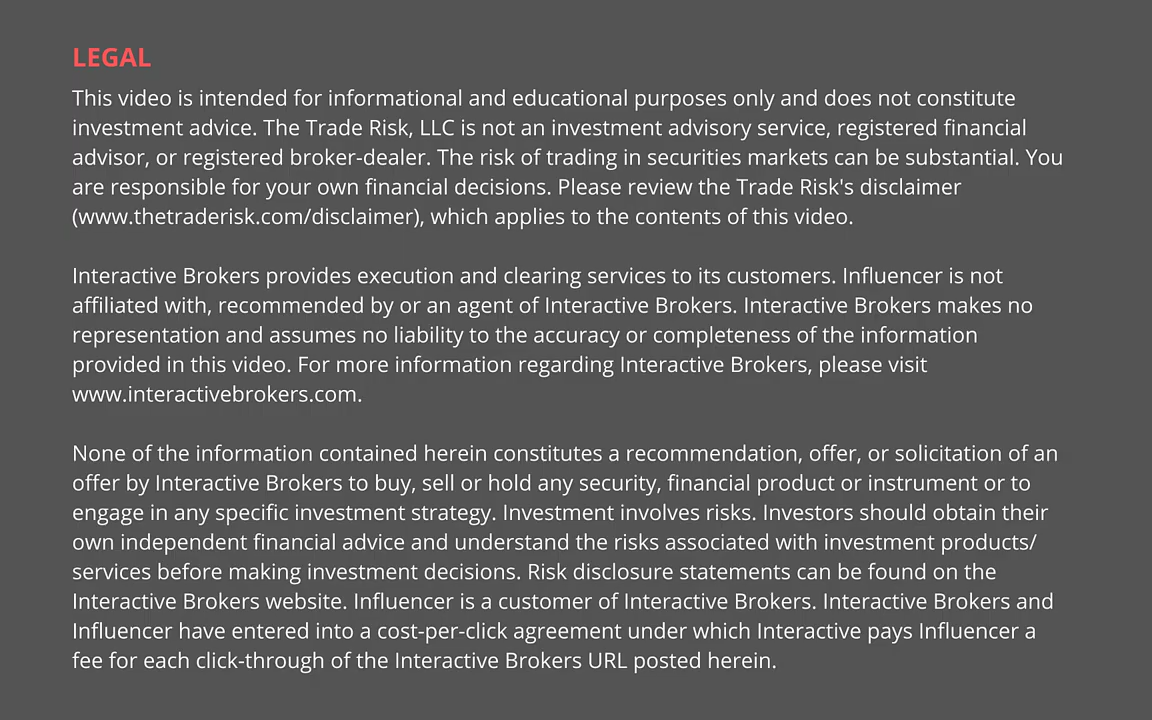 LEGAL
This video is intended for informational and educational purposes only and does not constitute
investment advice. The Trade Risk, LLC is not an investment advisory service, registered financial
advisor, or registered broker-dealer. The risk of trading in securities markets can be substantial. You
are responsible for your own financial decisions. Please review the Trade Risk's disclaimer
(www.thetraderisk.com/disclaimer), which applies to the contents of this video.
Interactive Brokers provides execution and clearing services to its customers. Influencer is not
affiliated with, recommended by or an agent of Interactive Brokers. Interactive Brokers makes no
representation and assumes no liability to the accuracy or completeness of the information
provided in this video. For more information regarding Interactive Brokers, please visit
www.interactivebrokers.com.
None of the information contained herein constitutes a recommendation, offer, or solicitation of an
offer by Interactive Brokers to buy, sell or hold any security, financial product or instrument or to
engage in any specific investment strategy. Investment involves risks. Investors should obtain their
own independent financial advice and understand the risks associated with investment products/
services before making investment decisions. Risk disclosure statements can be found on the
Interactive Brokers website. Influencer is a customer of Interactive Brokers. Interactive Brokers and
Influencer have entered into a cost-per-click agreement under which Interactive pays Influencer a
fee for each click-through of the Interactive Brokers URL posted herein.